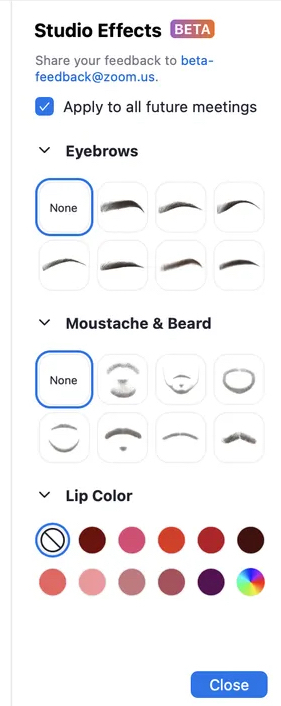 Studio Effects BETA
Share your feedback to beta-
feedback@zoom.us.
Apply to all future meetings
Eyebrows
None
Moustache & Beard
None
Lip Color
Close